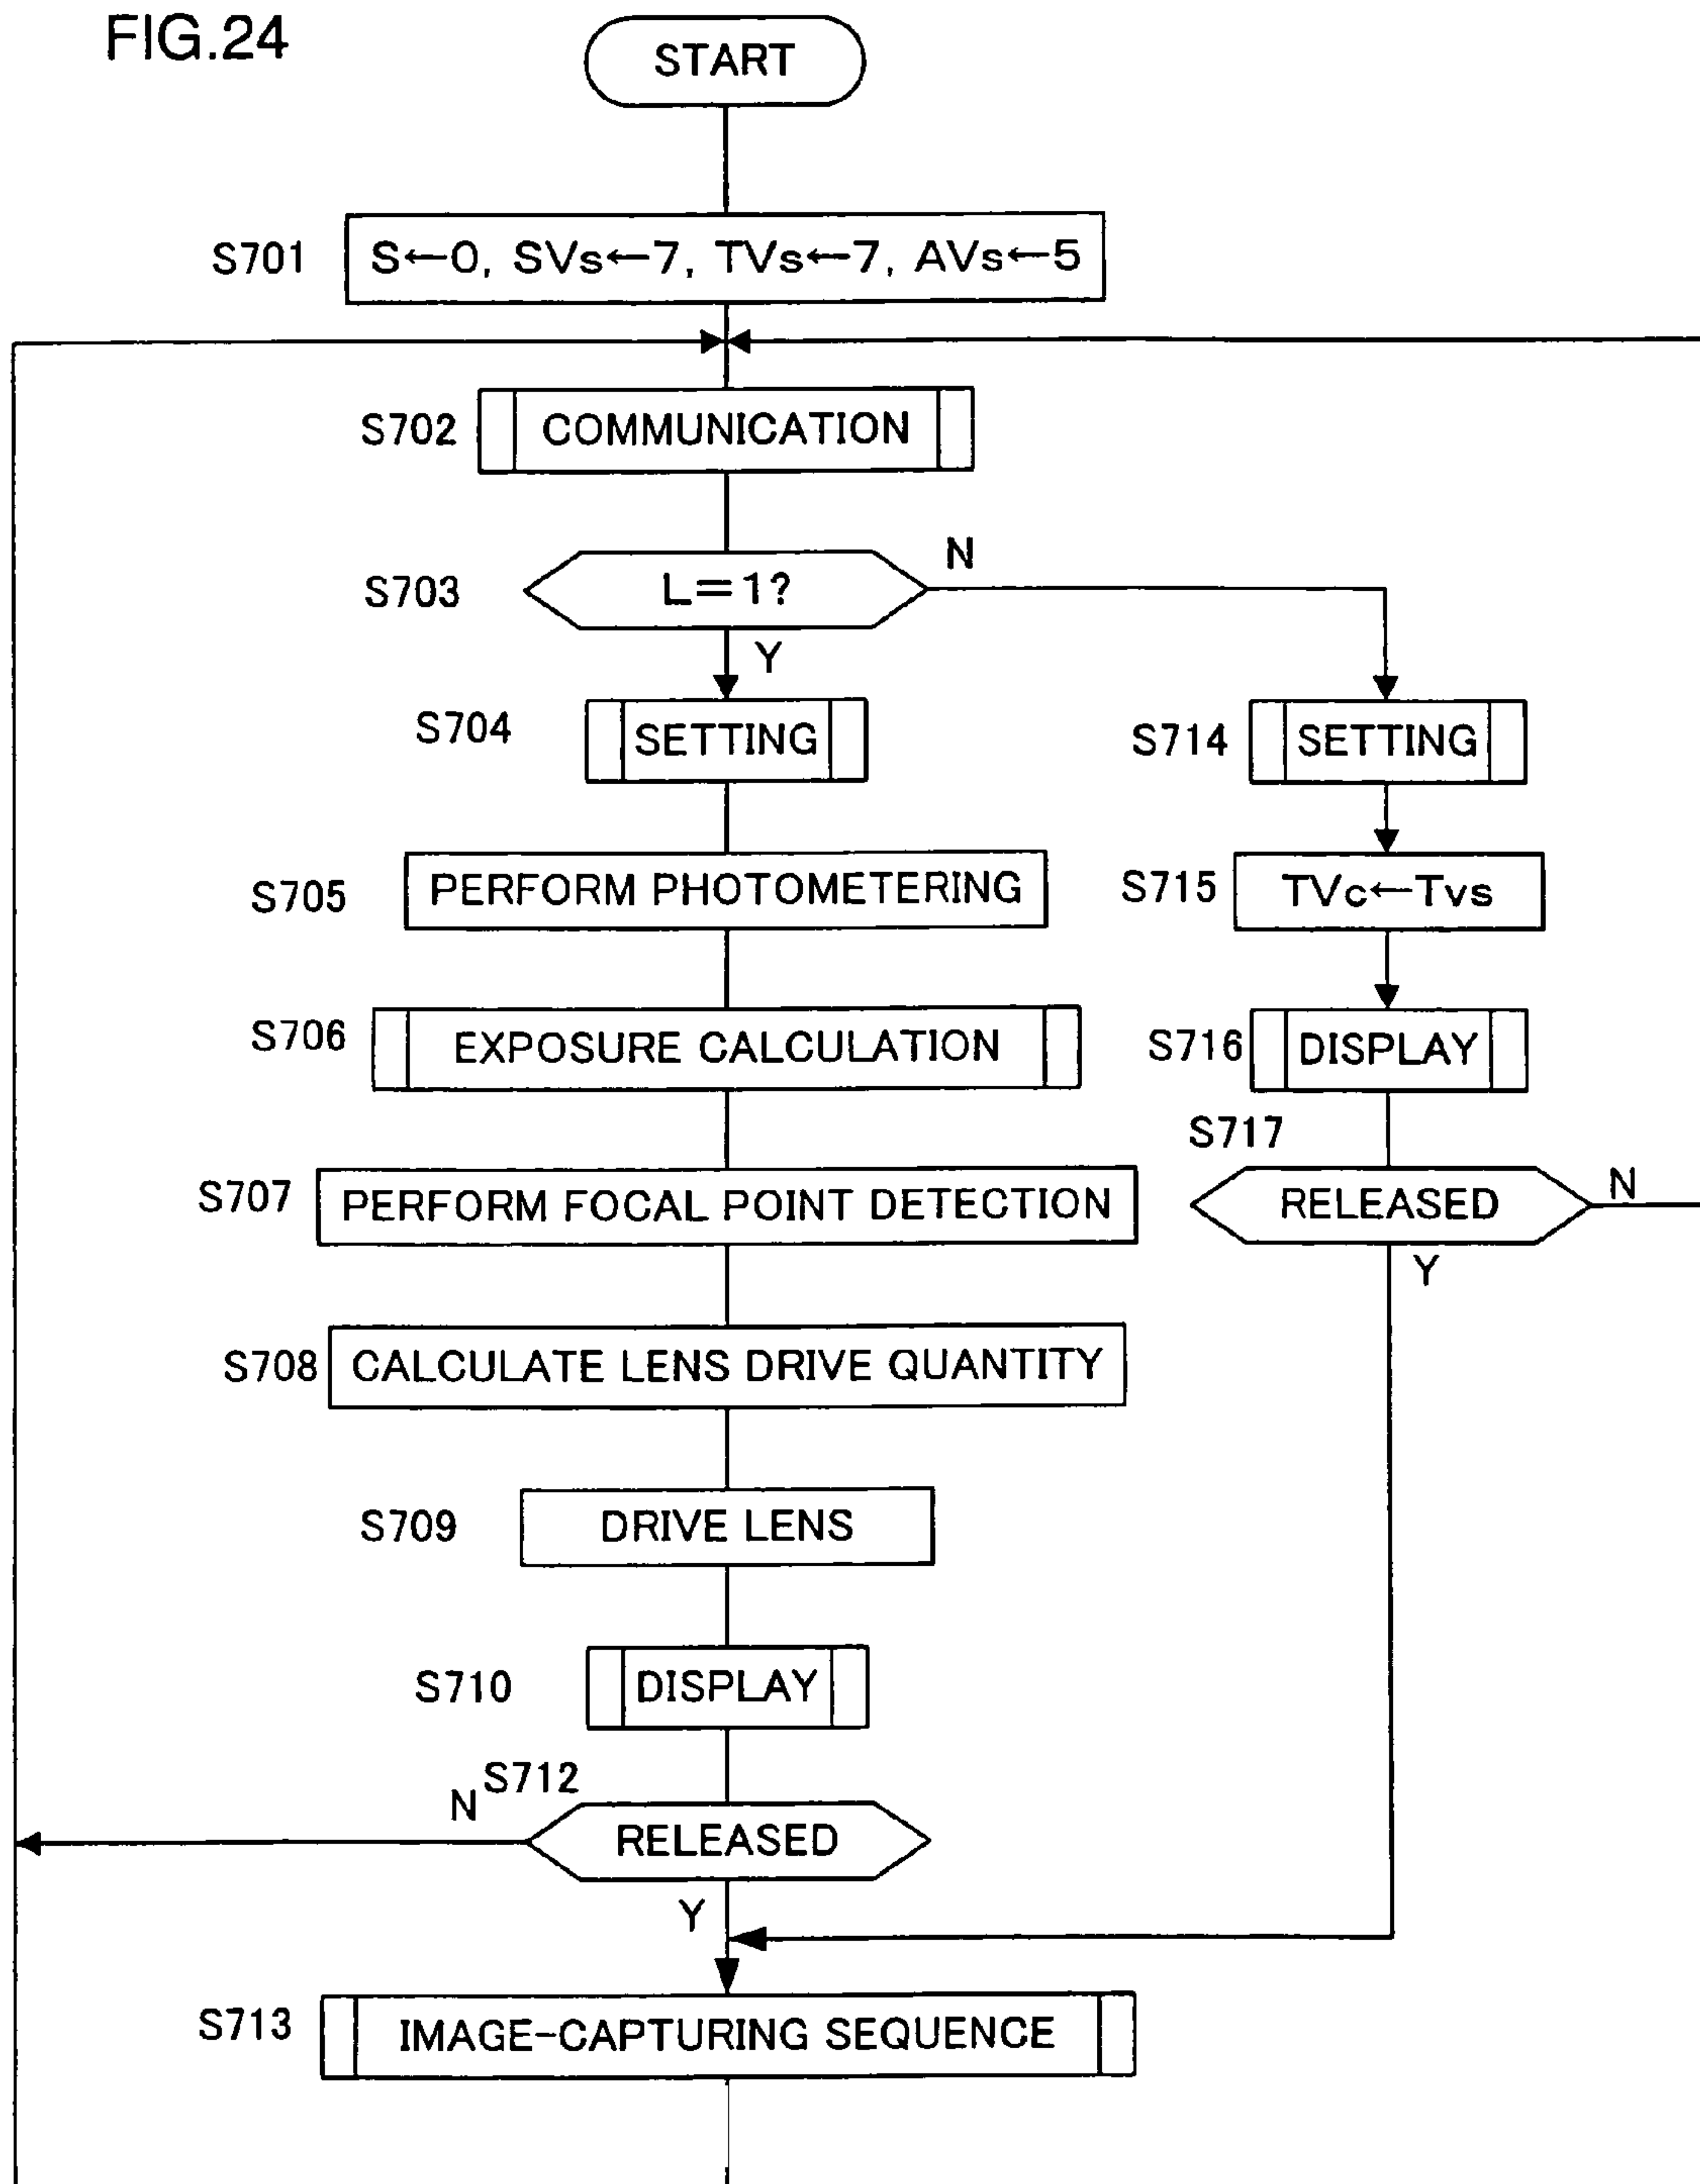 FIG.24
START
S701
S←0, SVs←7, TVs←7, AVs←5
S702
COMMUNICATION
S703
L=1?
N
Y
S704
SETTING
S714
SETTING
S705
PERFORM PHOTOMETERING
S715
TVc←Tvs
S706
EXPOSURE CALCULATION
S716
DISPLAY
S717
RELEASED
N
Y
S707
PERFORM FOCAL POINT DETECTION
S708
CALCULATE LENS DRIVE QUANTITY
S709
DRIVE LENS
S710
DISPLAY
S712
N
RELEASED
Y
S713
IMAGE-CAPTURING SEQUENCE